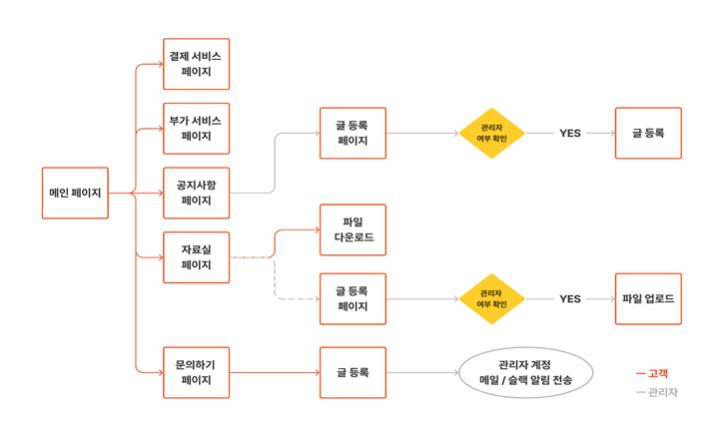 결제 서비스
페이지
부가 서비스
페이지
글 등록
페이지
관리자
여부 확인
YES
글 등록
메인 페이지
공지사항
페이지
파일
다운로드
자료실
페이지
글 등록
페이지
관리자
여부 확인
YES
파일 업로드
문의하기
페이지
글 등록
관리자 계정
메일 / 슬랙 알림 전송
고객
관리자